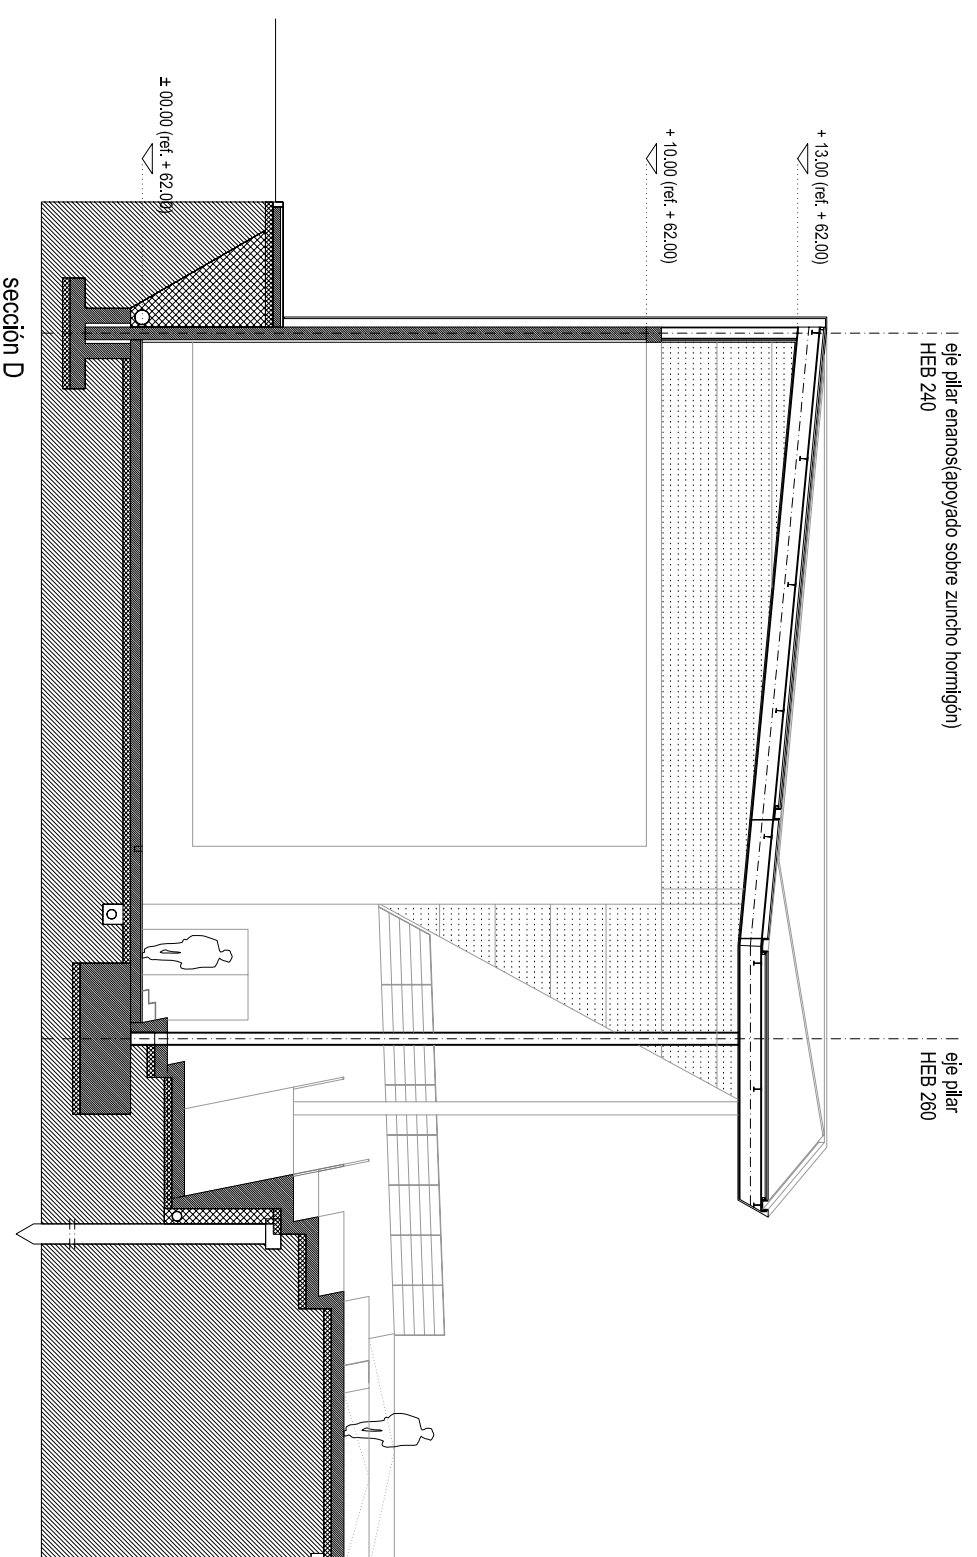 eje pilar enanos(apoyado sobre zuncho hormigón)
HEB 240
eje pilar
HEB 260
+ 13.00 (ref. + 62.00)
+ 10.00 (ref. + 62.00)
± 00.00 (ref. + 62.00)
sección D